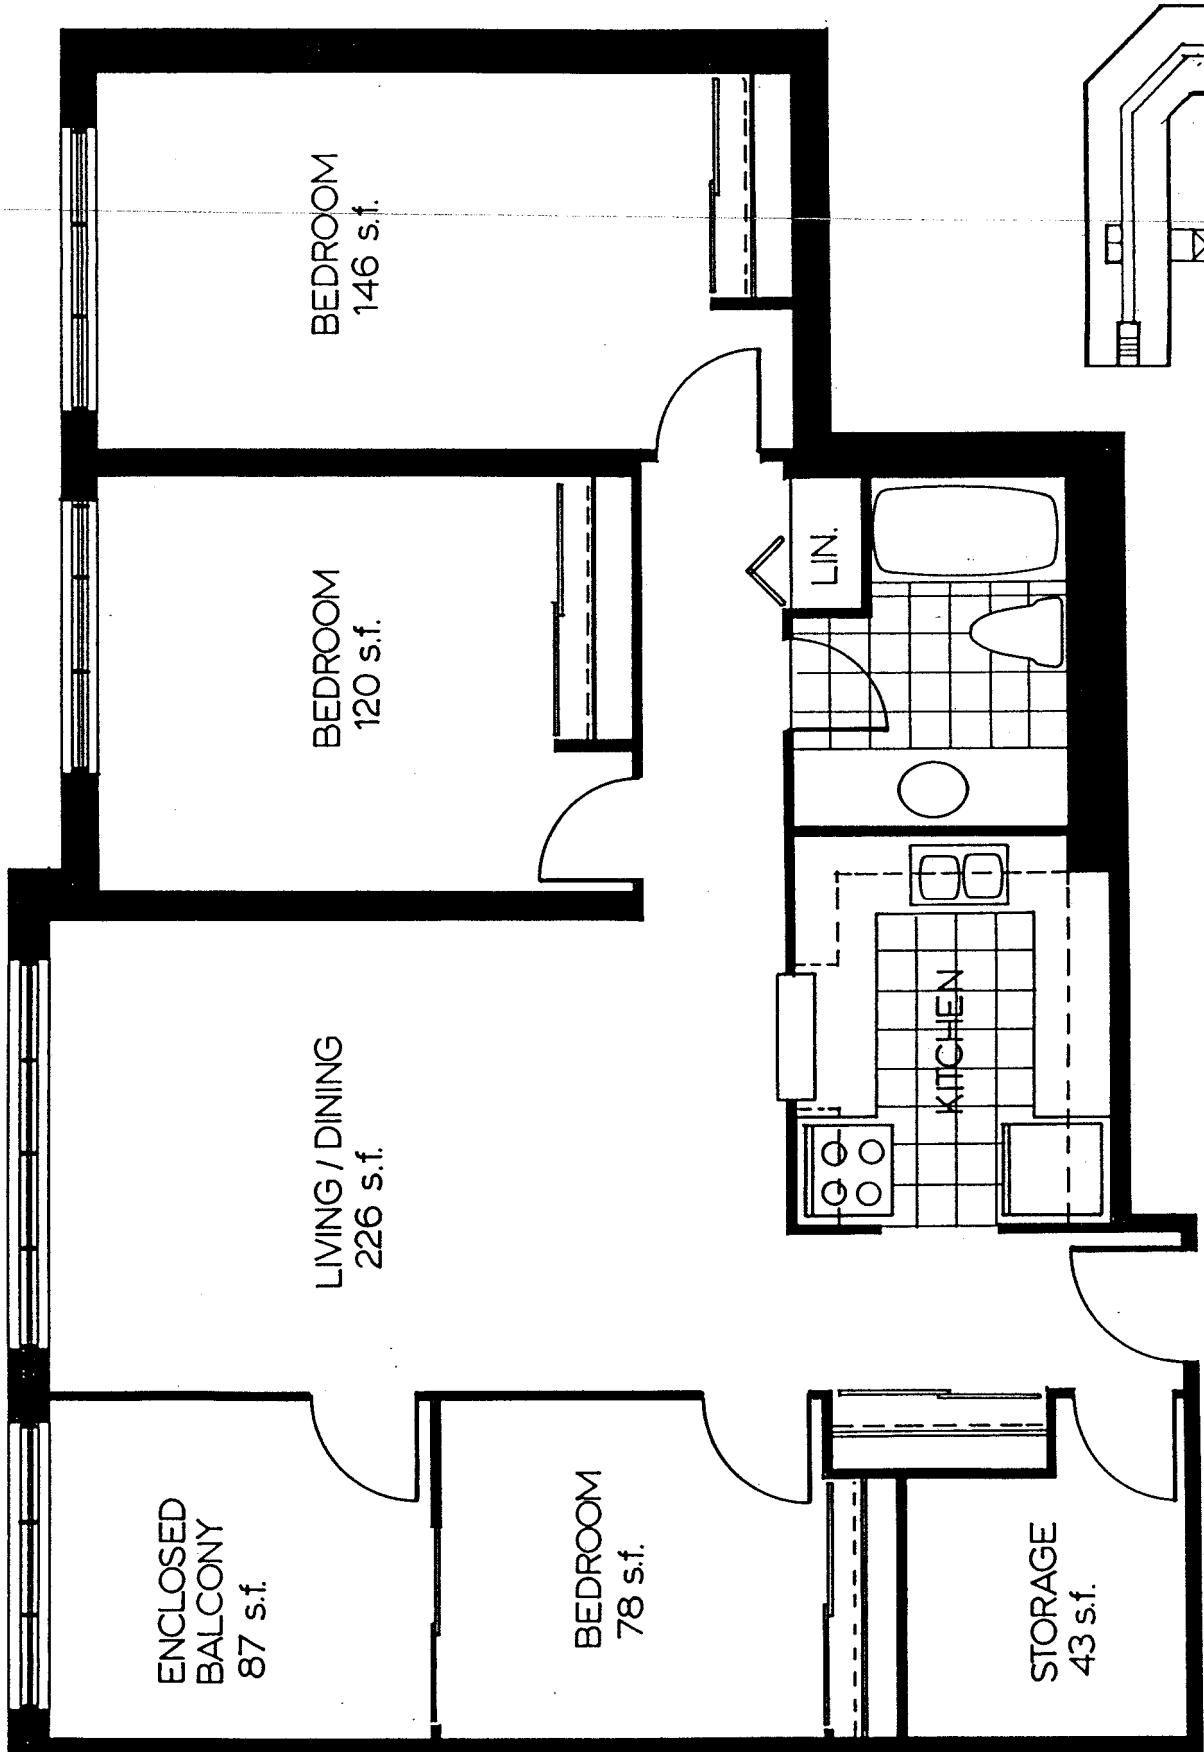 ENCLOSED
BALCONY
87 s.f.
LIVING / DINING
226 s.f.
BEDROOM
120 s.f.
BEDROOM
146 s.f.
BEDROOM
78 s.f.
STORAGE
43 s.f.
KITCHEN
LIN.